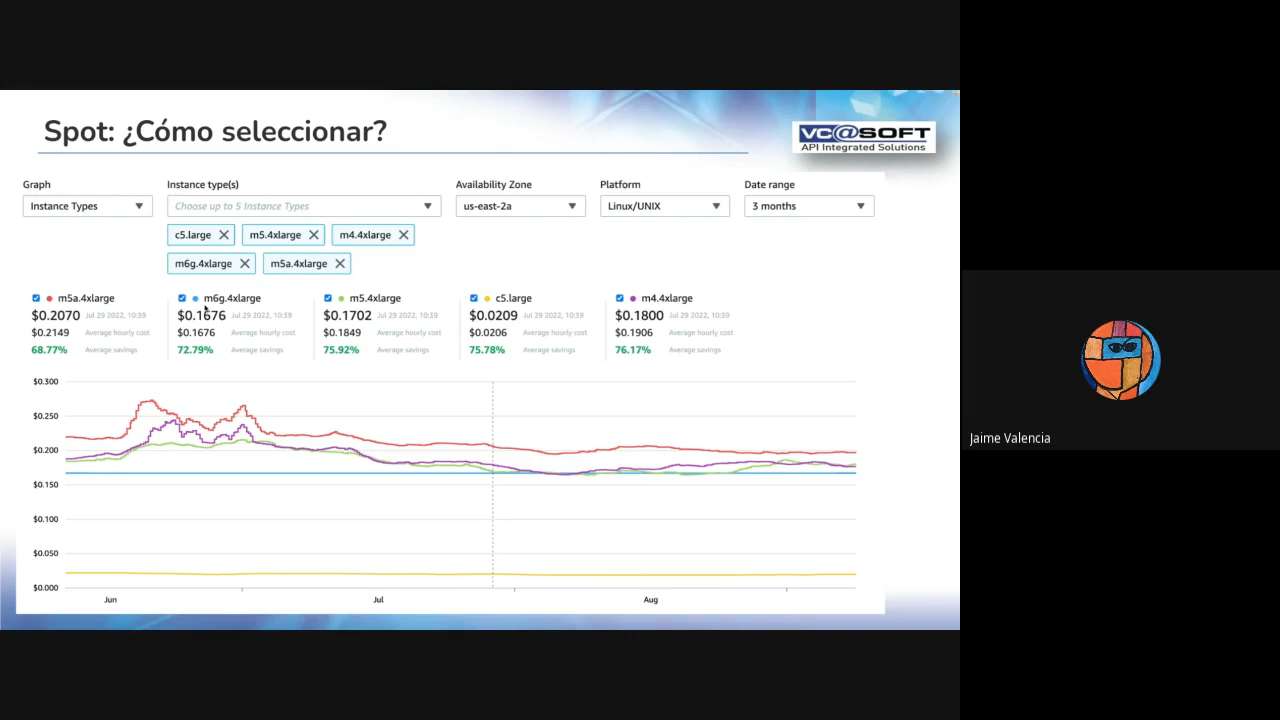 Spot: ¿Cómo seleccionar?
VC@SOFT
API Integrated Solutions
Graph
Instance type(s)
Availability Zone
Platform
Date range
Instance Types
Choose up to 5 Instance Types
us-east-2a
Linux/UNIX
3 months
c5.large
m5.4xlarge
m4.4xlarge
m6g.4xlarge
m5a.4xlarge
m5a.4xlarge
$0.2070 Jul 29 2022, 10:39
$0.2149 Average hourly cost
68.77% Average savings
m6g.4xlarge
$0.1676 Jul 29 2022, 10:39
$0.1676 Average hourly cost
72.79% Average savings
m5.4xlarge
$0.1702 Jul 29 2022, 10:39
$0.1849 Average hourly cost
75.92% Average savings
c5.large
$0.0209 Jul 29 2022, 10:39
$0.0206 Average hourly cost
75.78% Average savings
m4.4xlarge
$0.1800 Jul 29 2022, 10:39
$0.1906 Average hourly cost
76.17% Average savings
$0.300
$0.250
$0.200
$0.150
$0.100
$0.050
$0.000
Jun
Jul
Aug
Jaime Valencia